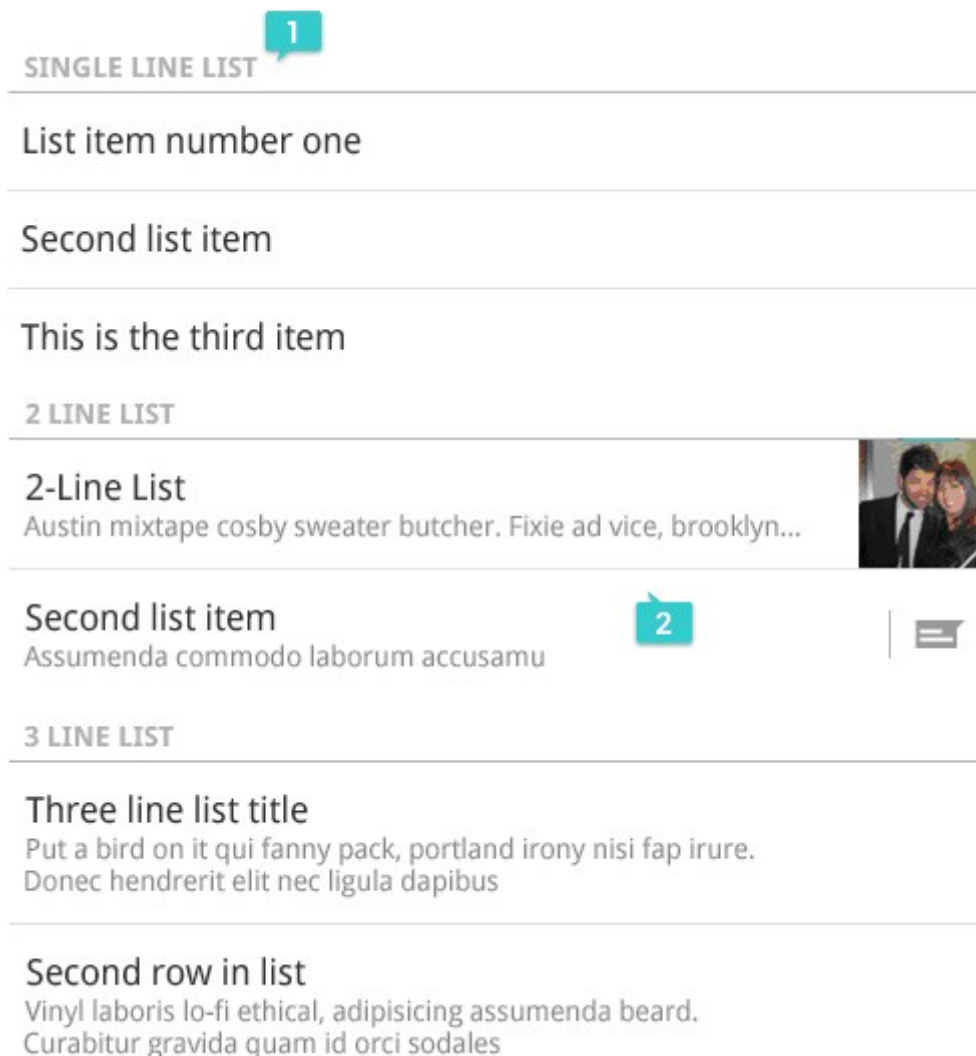 1
SINGLE LINE LIST
List item number one
Second list item
This is the third item
2 LINE LIST
2-Line List
Austin mixtape cosby sweater butcher. Fixie ad vice, brooklyn...
Second list item
2
Assumenda commodo laborum accusamu
3 LINE LIST
Three line list title
Put a bird on it qui fanny pack, portland irony nisi fap irure.
Donec hendrerit elit nec ligula dapibus
Second row in list
Vinyl laboris lo-fi ethical, adipisicing assumenda beard.
Curabitur gravida quam id orci sodales